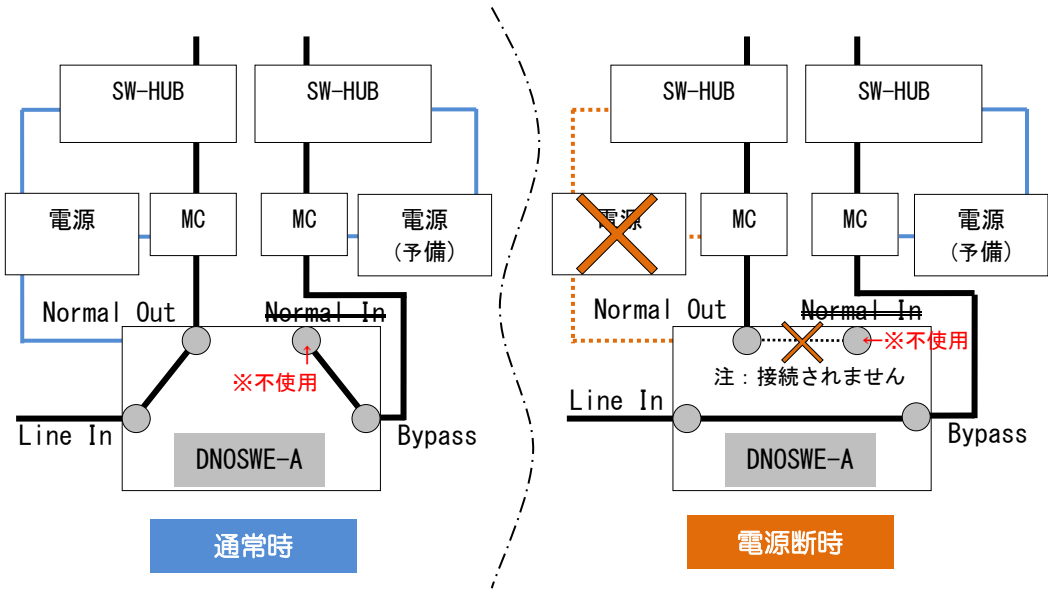 SW-HUB
SW-HUB
電源
MC
MC
電源
(予備)
Normal Out
Normal In
※不使用
Line In
Bypass
DNOSWE-A
通常時
SW-HUB
SW-HUB
電源
MC
MC
電源
(予備)
Normal Out
Normal In
←※不使用
注：接続されません
Line In
Bypass
DNOSWE-A
電源断時